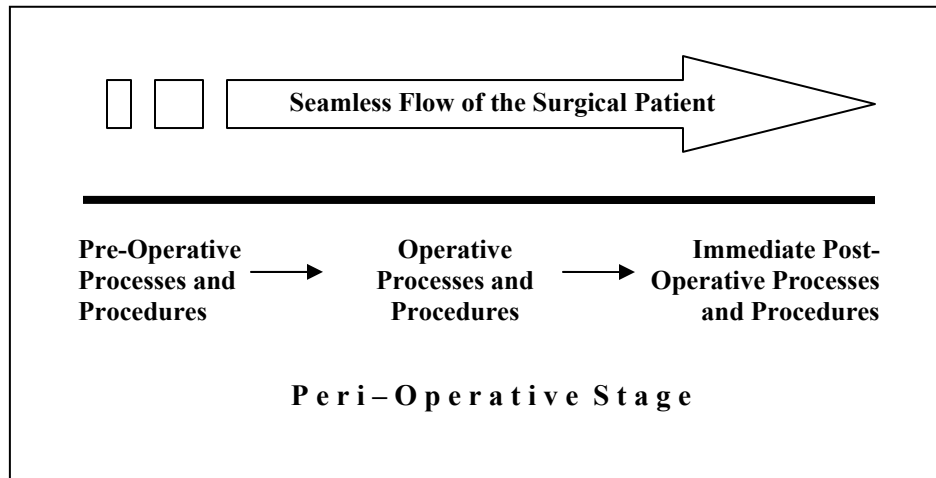 Seamless Flow of the Surgical Patient
Pre-Operative
Processes and
Procedures
Operative
Processes and
Procedures
Immediate Post-
Operative Processes
and Procedures
Peri–Operative Stage